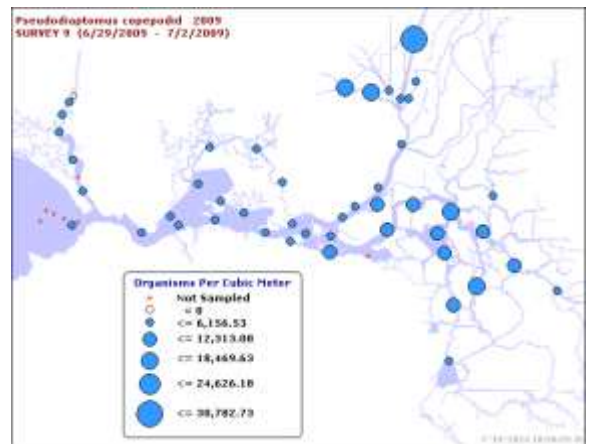 Pseudodiaptomus copepodid 2009
SURVEY 9 (6/29/2009 - 7/2/2009)
Organisms Per Cubic Meter
Not Sampled
= 0
<= 6,156.53
<= 12,313.08
<= 18,469.63
<= 24,626.18
<= 30,782.73